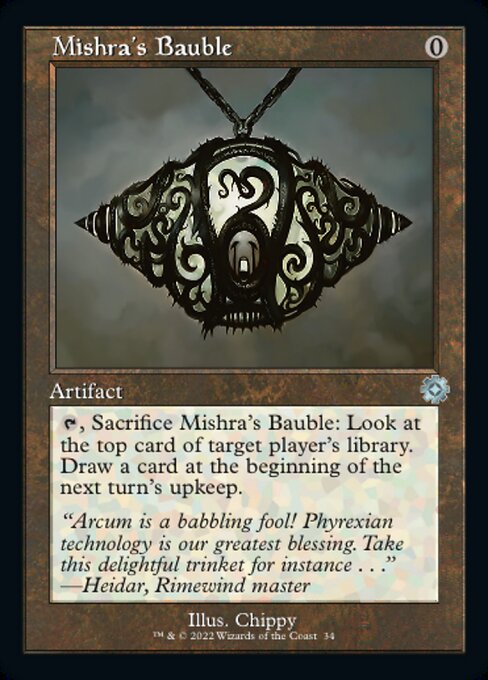 Mishra's Bauble 0
Artifact
, Sacrifice Mishra's Bauble: Look at
the top card of target player's library.
Draw a card at the beginning of the
next turn's upkeep.
“Arcum is a babbling fool! Phyrexian
technology is our greatest blessing. Take
this delightful trinket for instance . . .”
—Heidar, Rimewind master
Illus. Chippy
™ & © 2022 Wizards of the Coast 34